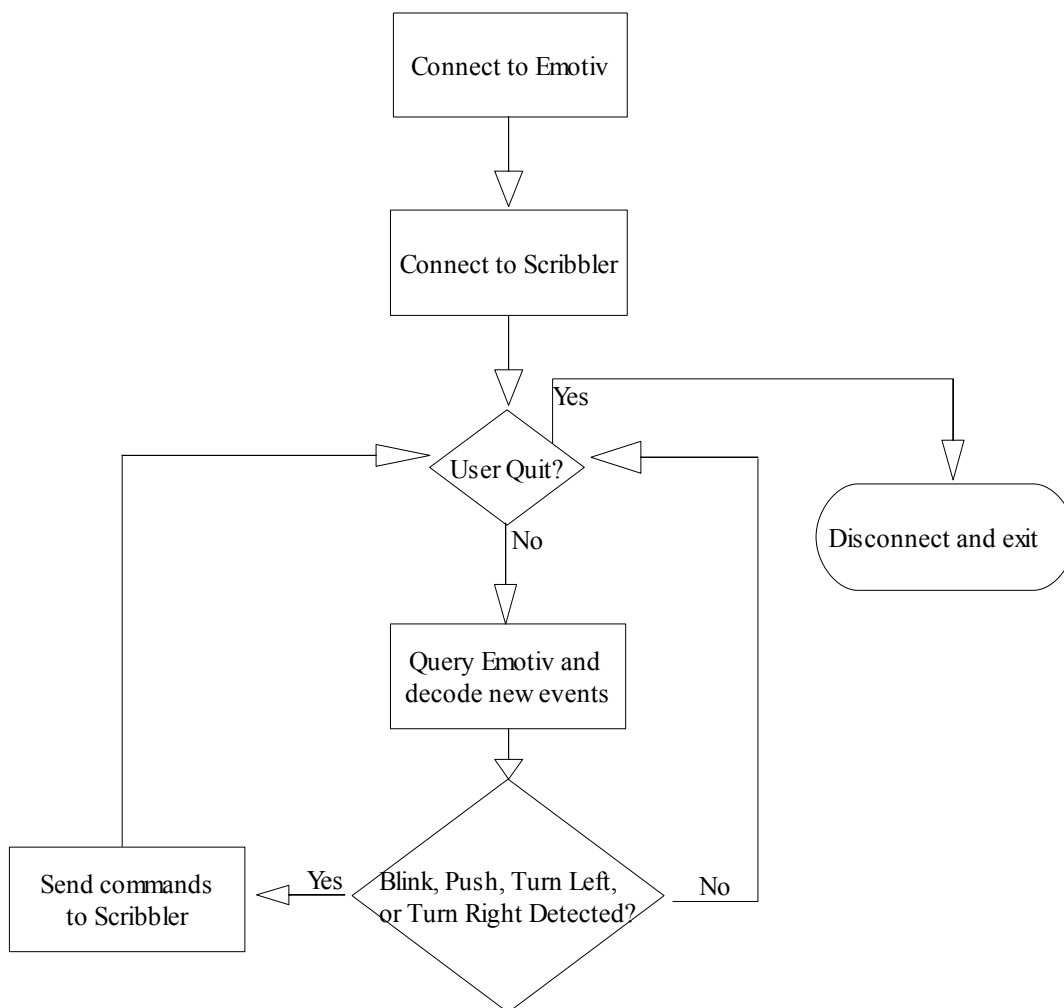 Connect to Emotiv
Connect to Scribbler
Yes
User Quit?
Disconnect and exit
No
Query Emotiv and
decode new events
Yes
Blink, Push, Turn Left,
or Turn Right Detected?
No
Send commands
to Scribbler